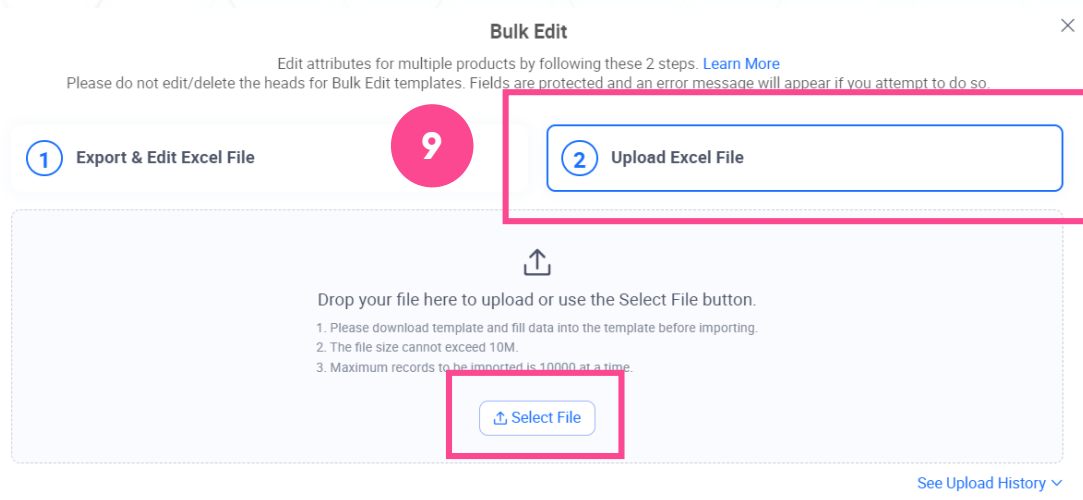 Bulk Edit
Edit attributes for multiple products by following these 2 steps. Learn More
Please do not edit/delete the heads for Bulk Edit templates. Fields are protected and an error message will appear if you attempt to do so.
1 Export & Edit Excel File
9
2 Upload Excel File
Drop your file here to upload or use the Select File button.
1. Please download template and fill data into the template before importing.
2. The file size cannot exceed 10M.
3. Maximum records to be imported is 10000 at a time.
Select File
See Upload History